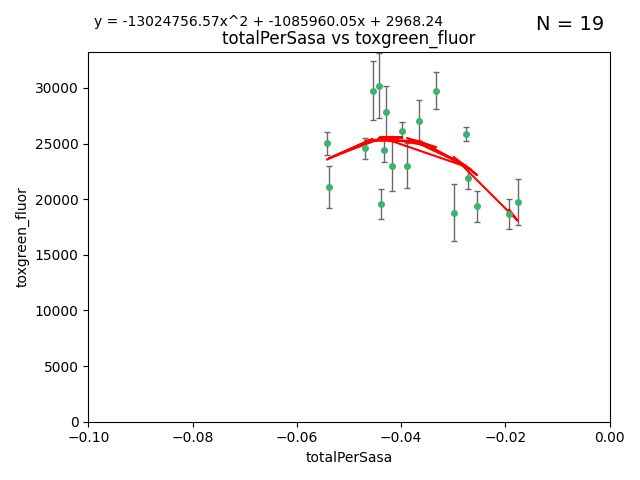 y = -13024756.57x^2 + -1085960.05x + 2968.24
N = 19
totalPerSasa vs toxgreen_fluor
toxgreen_fluor
30000
25000
20000
15000
10000
5000
0
−0.10
−0.08
−0.06
−0.04
−0.02
0.00
totalPerSasa